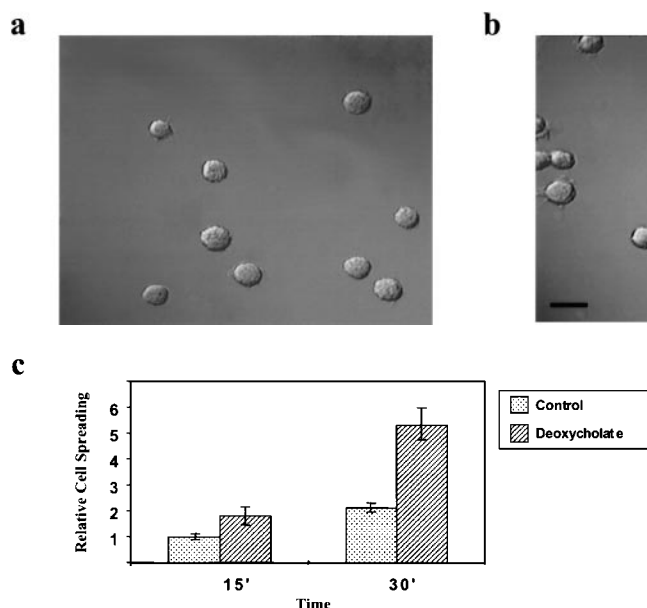 a
b
c
Relative Cell Spreading
6
5
4
3
2
1
15'
30'
Time
Control
Deoxycholate